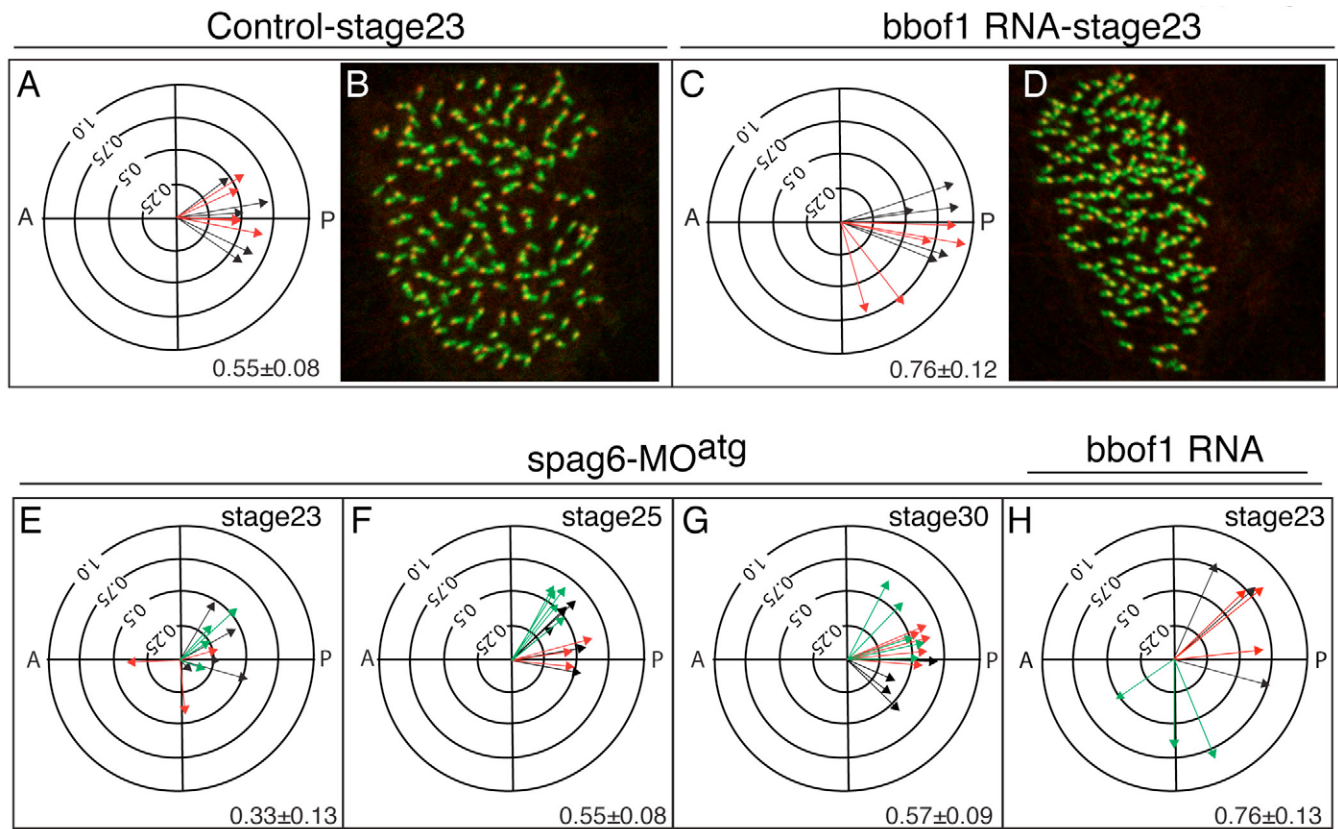 Control-stage23
bbof1 RNA-stage23
A
1.0
0.75
0.5
0.25
A
P
0.55±0.08
B
C
1.0
0.75
0.5
0.25
A
P
0.76±0.12
D
spag6-MOatg
bbof1 RNA
E
stage23
1.0
0.75
0.5
0.25
A
P
0.33±0.13
F
stage25
1.0
0.75
0.5
0.25
A
P
0.55±0.08
G
stage30
1.0
0.75
0.5
0.25
A
P
0.57±0.09
H
stage23
1.0
0.75
0.5
0.25
A
P
0.76±0.13